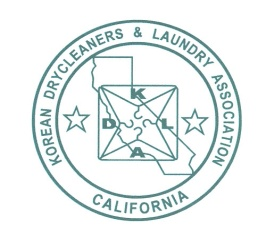 KOREAN DRYCLEANERS & LAUNDRY ASSOCIATION
K
D L
A
CALIFORNIA